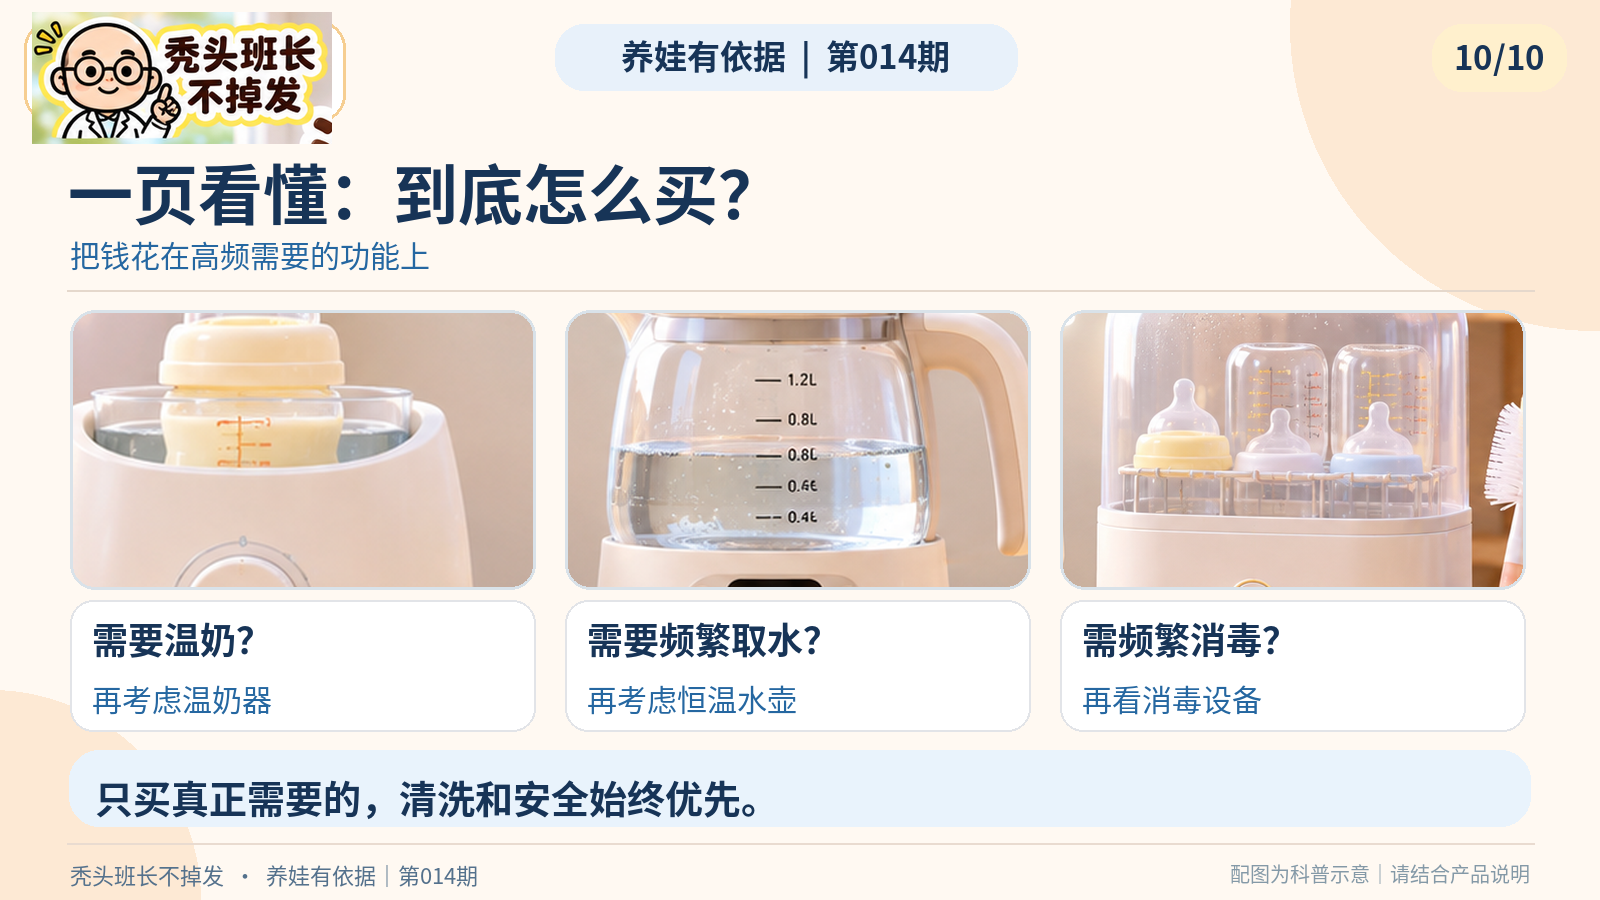 秃头班长
不掉发
养娃有依据 | 第014期
10/10
一页看懂：到底怎么买？
把钱花在高频需要的功能上
1.2L
0.8L
0.8L
需要温奶？
再考虑温奶器
需要频繁取水？
再考虑恒温水壶
需频繁消毒？
再看消毒设备
只买真正需要的，清洗和安全始终优先。
秃头班长不掉发 · 养娃有依据｜第014期
配图为科普示意｜请结合产品说明